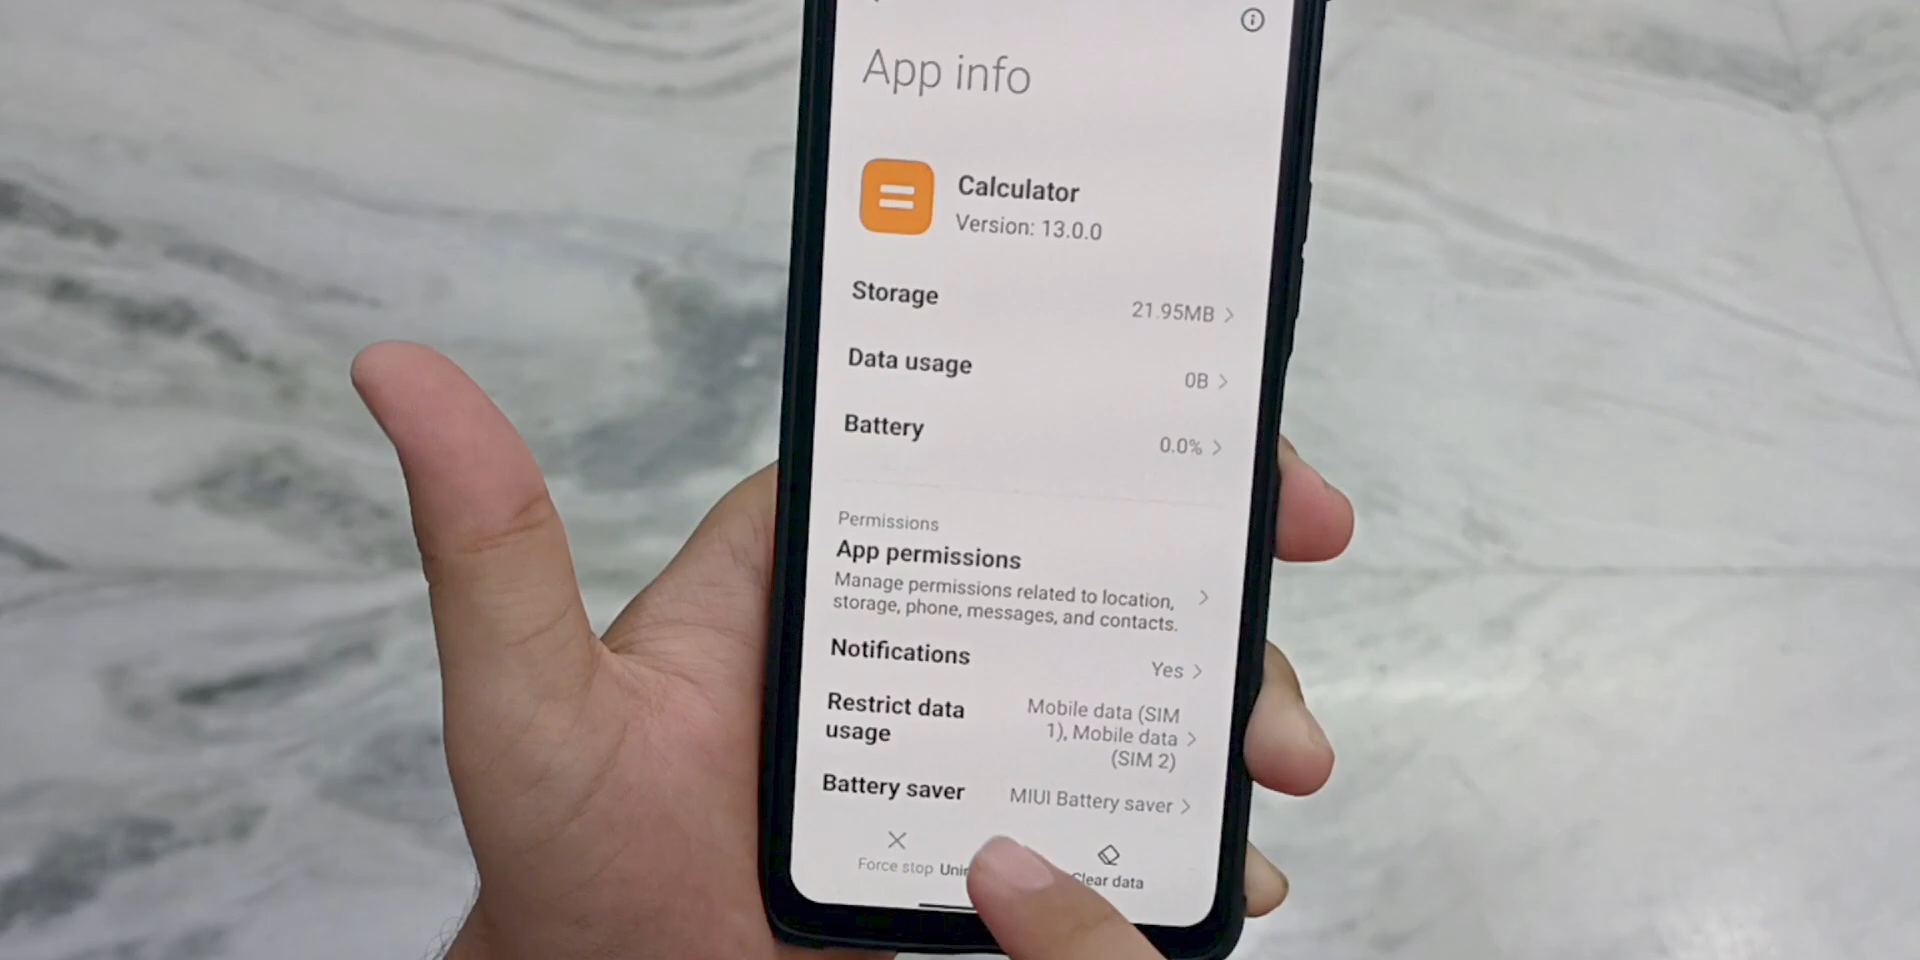 App info
Calculator
Version: 13.0.0
Storage 21.95MB
Data usage 0B
Battery 0.0%
Permissions
App permissions
Manage permissions related to location,
storage, phone, messages, and contacts.
Notifications Yes
Restrict data
usage
Mobile data (SIM
1), Mobile data
(SIM 2)
Battery saver MIUI Battery saver
Force stop
Clear data